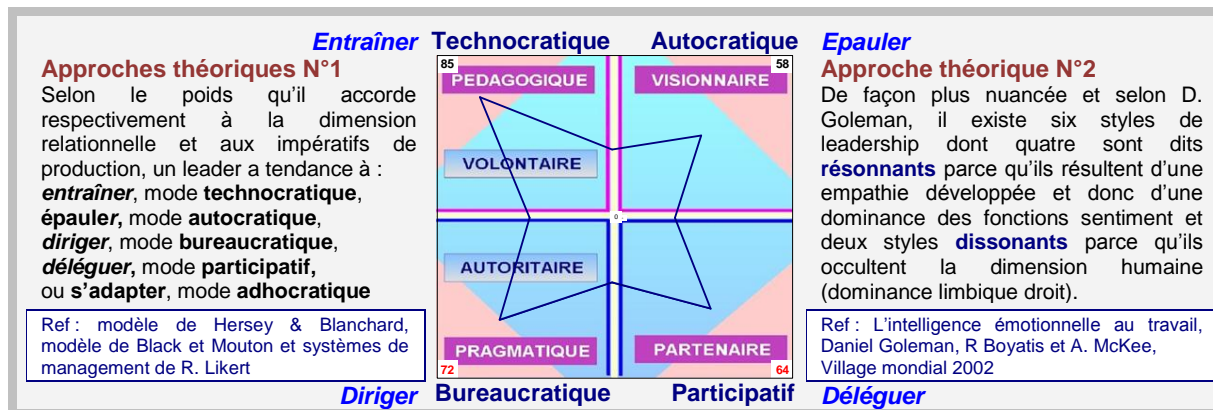 Entraîner Technocratique Autocratique Epauler
Approches théoriques N°1
Selon le poids qu'il accorde
respectivement à la dimension
relationnelle et aux impératifs de
production, un leader a tendance à :
entraîner, mode technocratique,
épauler, mode autocratique,
diriger, mode bureaucratique,
déléguer, mode participatif,
ou s'adapter, mode adhocratique
Ref : modèle de Hersey & Blanchard,
modèle de Black et Mouton et systèmes de
management de R. Likert
85
58
PEDAGOGIQUE
VISIONNAIRE
VOLONTAIRE
0
AUTORITAIRE
PRAGMATIQUE
PARTENAIRE
72
64
Approche théorique N°2
De façon plus nuancée et selon D.
Goleman, il existe six styles de
leadership dont quatre sont dits
résonnants parce qu'ils résultent d'une
empathie développée et donc d'une
dominance des fonctions sentiment et
deux styles dissonants parce qu'ils
occultent la dimension humaine
(dominance limbique droit).
Ref : L'intelligence émotionnelle au travail,
Daniel Goleman, R Boyatis et A. McKee,
Village mondial 2002
Diriger Bureaucratique Participatif Déléguer